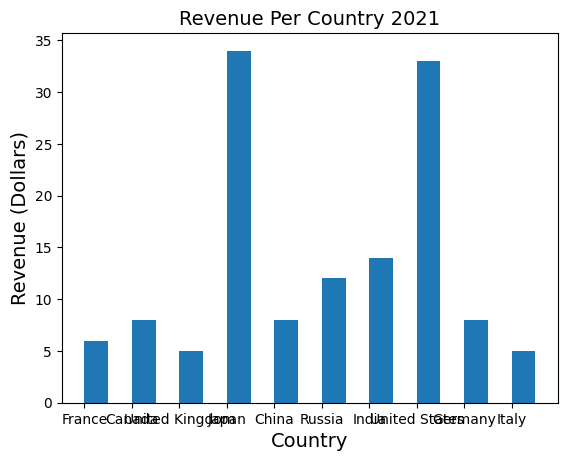 Revenue Per Country 2021
Revenue (Dollars)
35
30
25
20
15
10
5
0
France Canada United Kingdom Japan China Russia India United States Germany Italy
Country